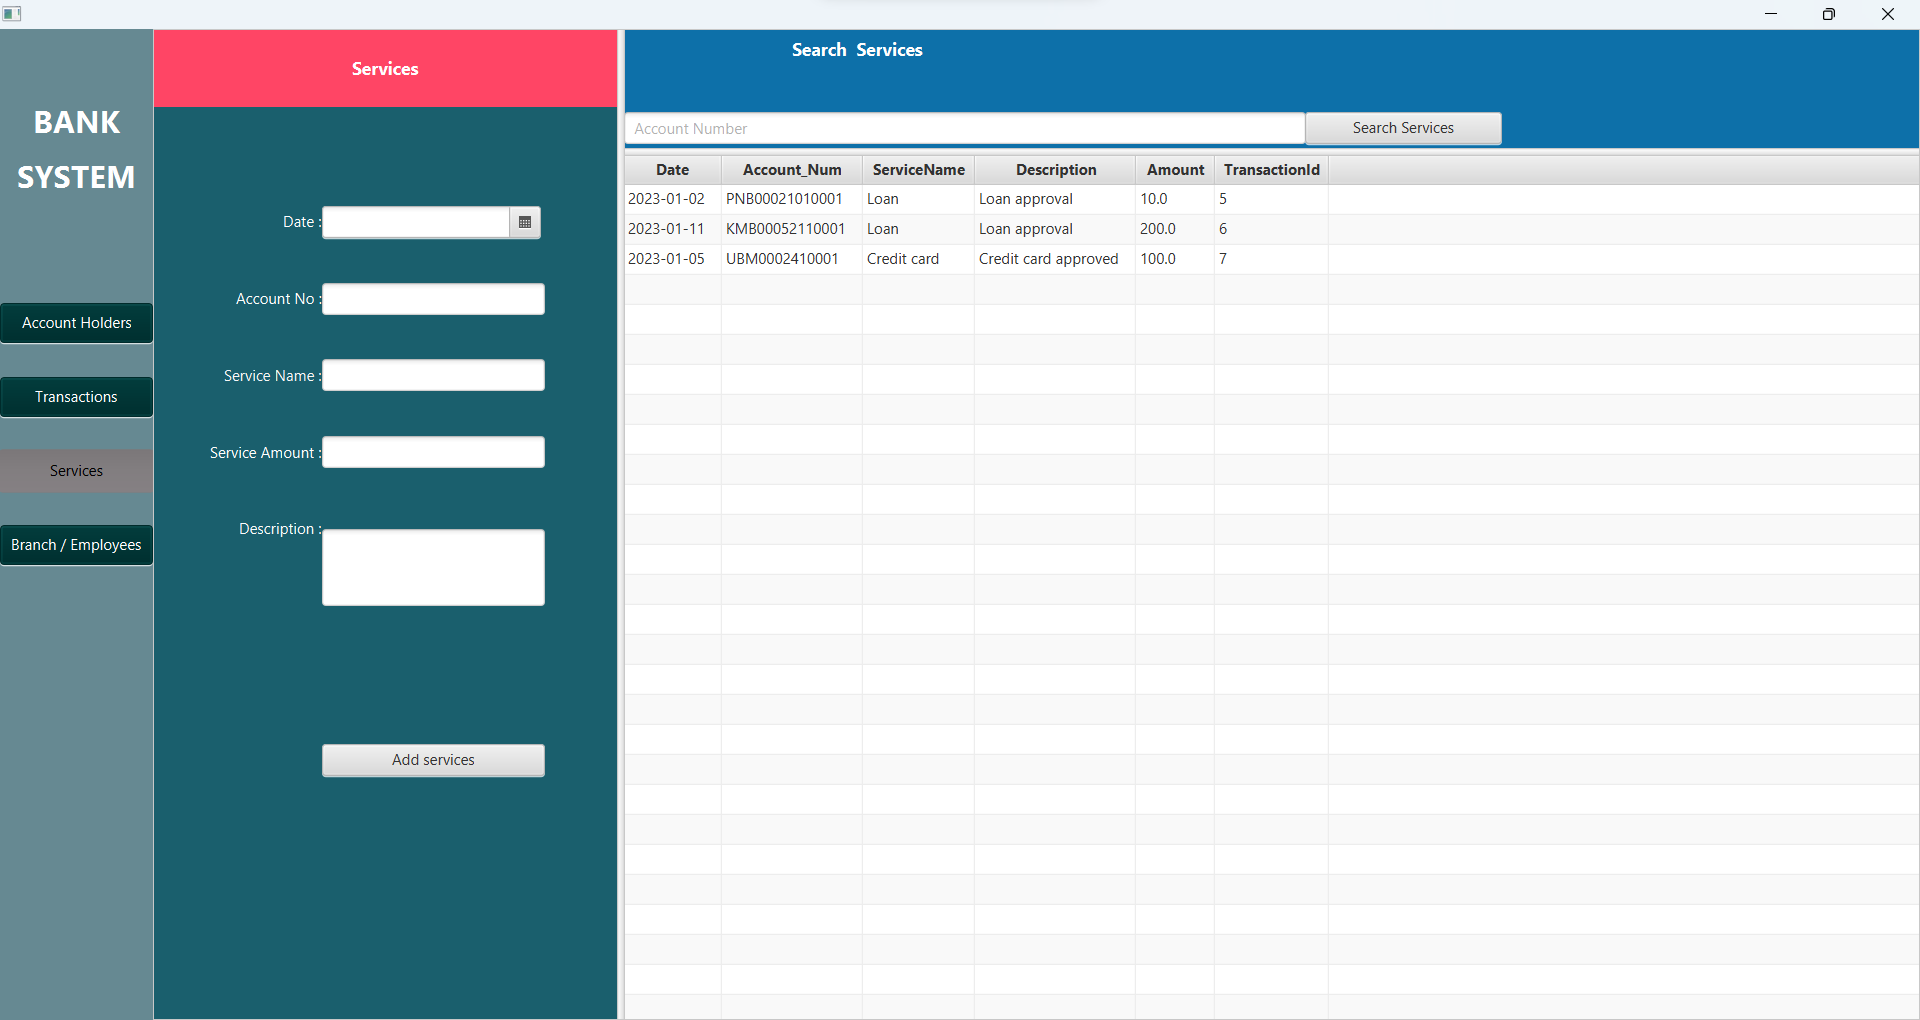 BANK
SYSTEM
Account Holders
Transactions
Services
Branch / Employees
Services
Date :
Account No :
Service Name :
Service Amount :
Description :
Add services
Search  Services
Account Number
Search Services
Date Account_Num ServiceName Description Amount TransactionId
2023-01-02 PNB00021010001 Loan Loan approval 10.0 5
2023-01-11 KMB00052110001 Loan Loan approval 200.0 6
2023-01-05 UBM0002410001 Credit card Credit card approved 100.0 7